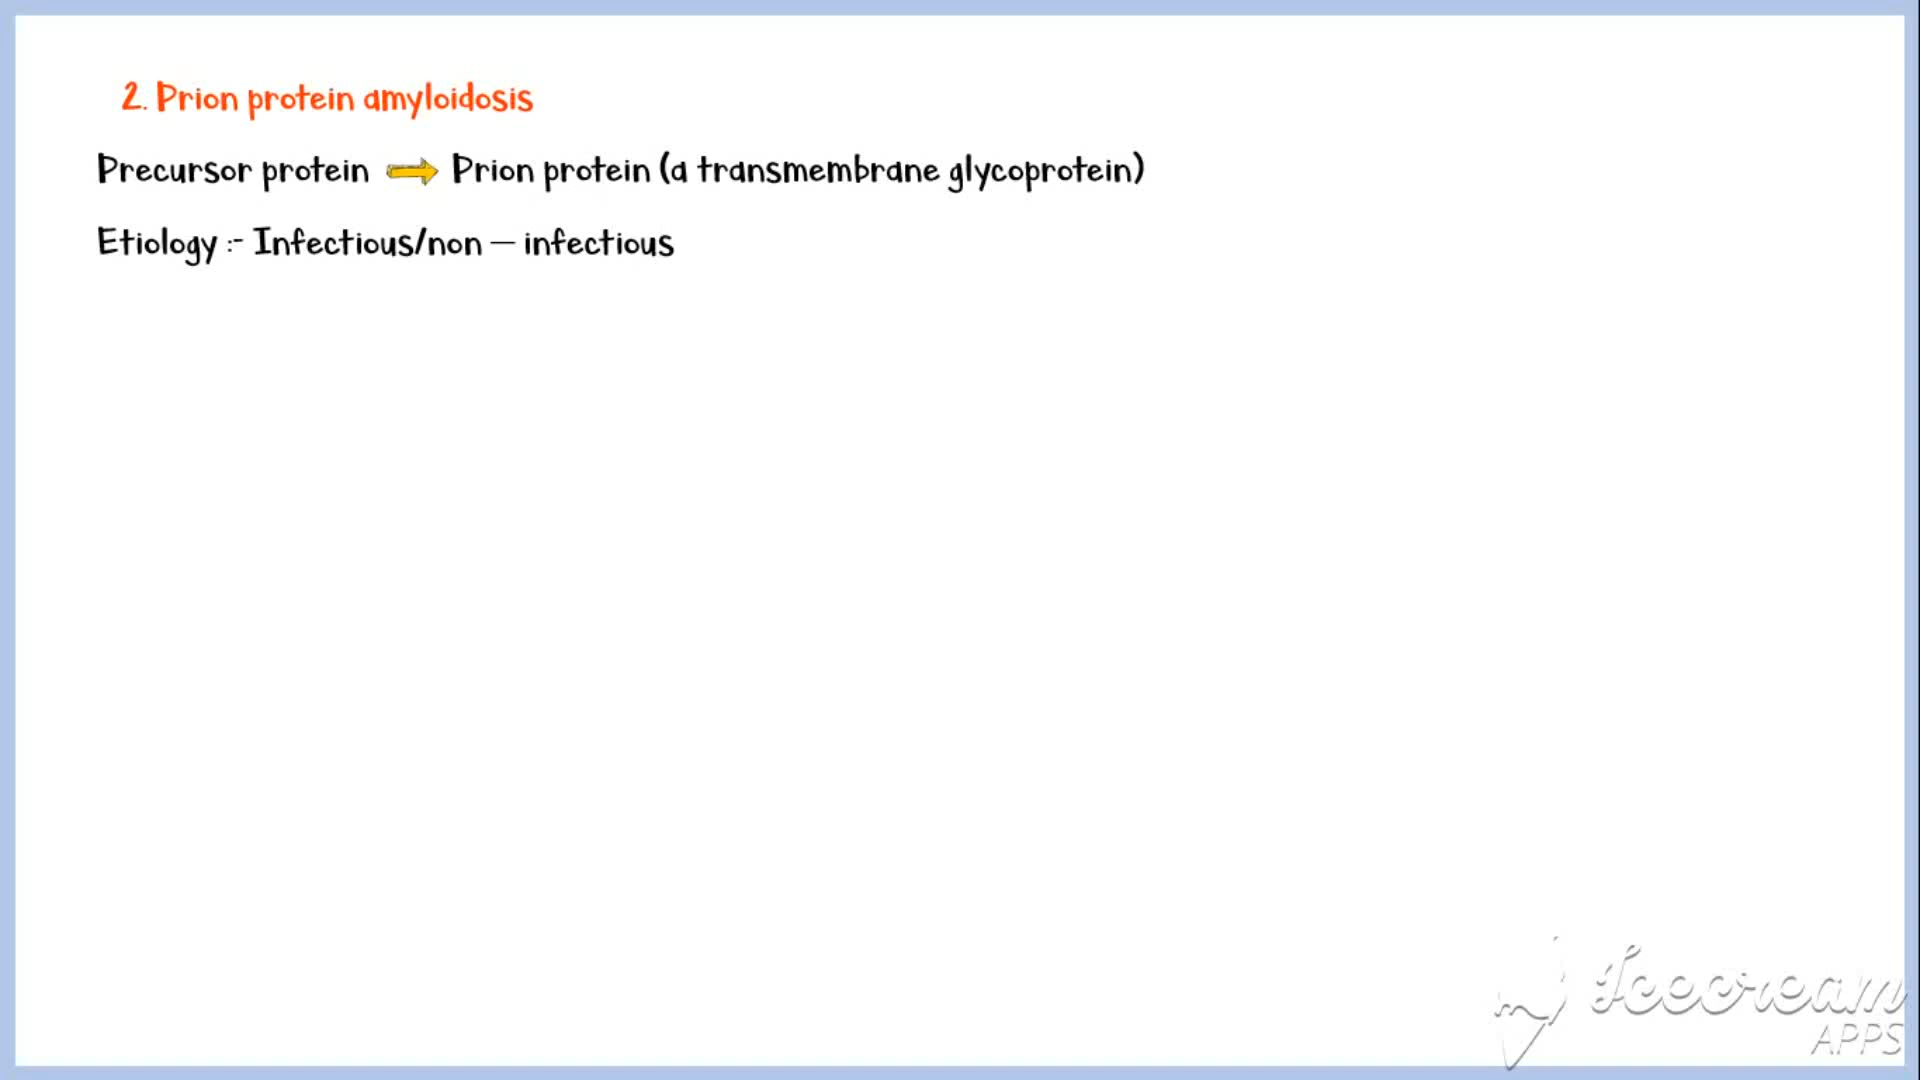 2. Prion protein amyloidosis
Precursor protein Prion protein (a transmembrane glycoprotein)
Etiology :- Infectious/non – infectious
Icecream
APPS